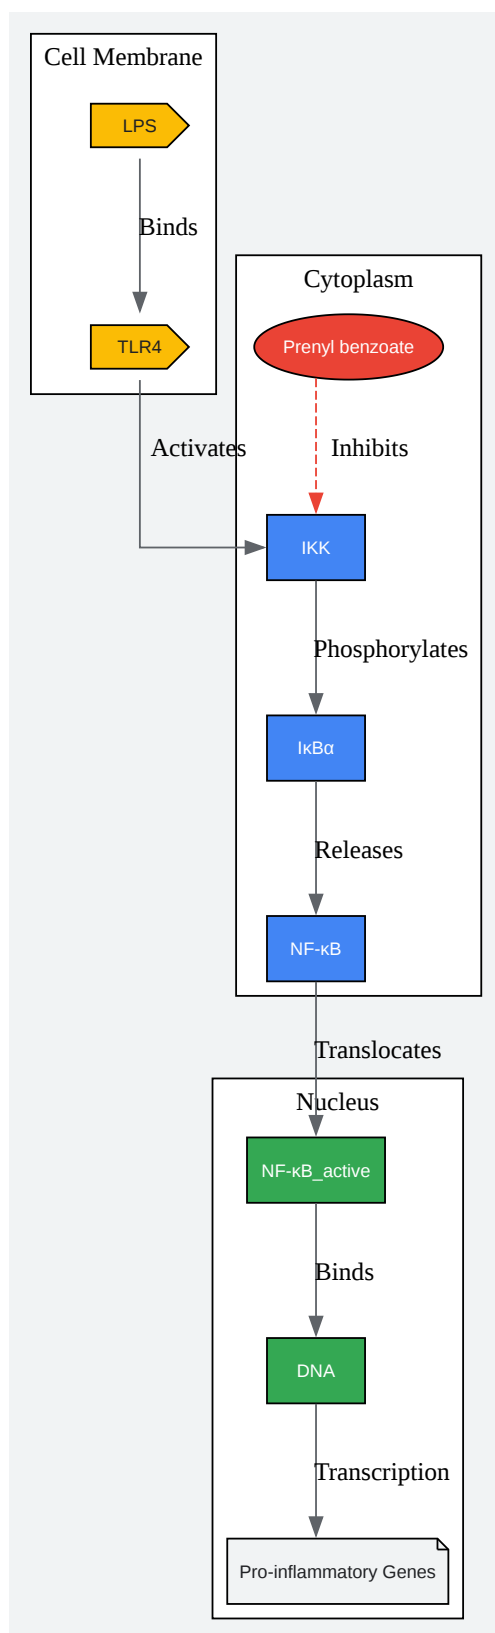 Cell Membrane
LPS
Binds
TLR4
Activates
Cytoplasm
Prenyl benzoate
Inhibits
IKK
Phosphorylates
IκBα
Releases
NF-κB
Translocates
Nucleus
NF-κB_active
Binds
DNA
Transcription
Pro-inflammatory Genes